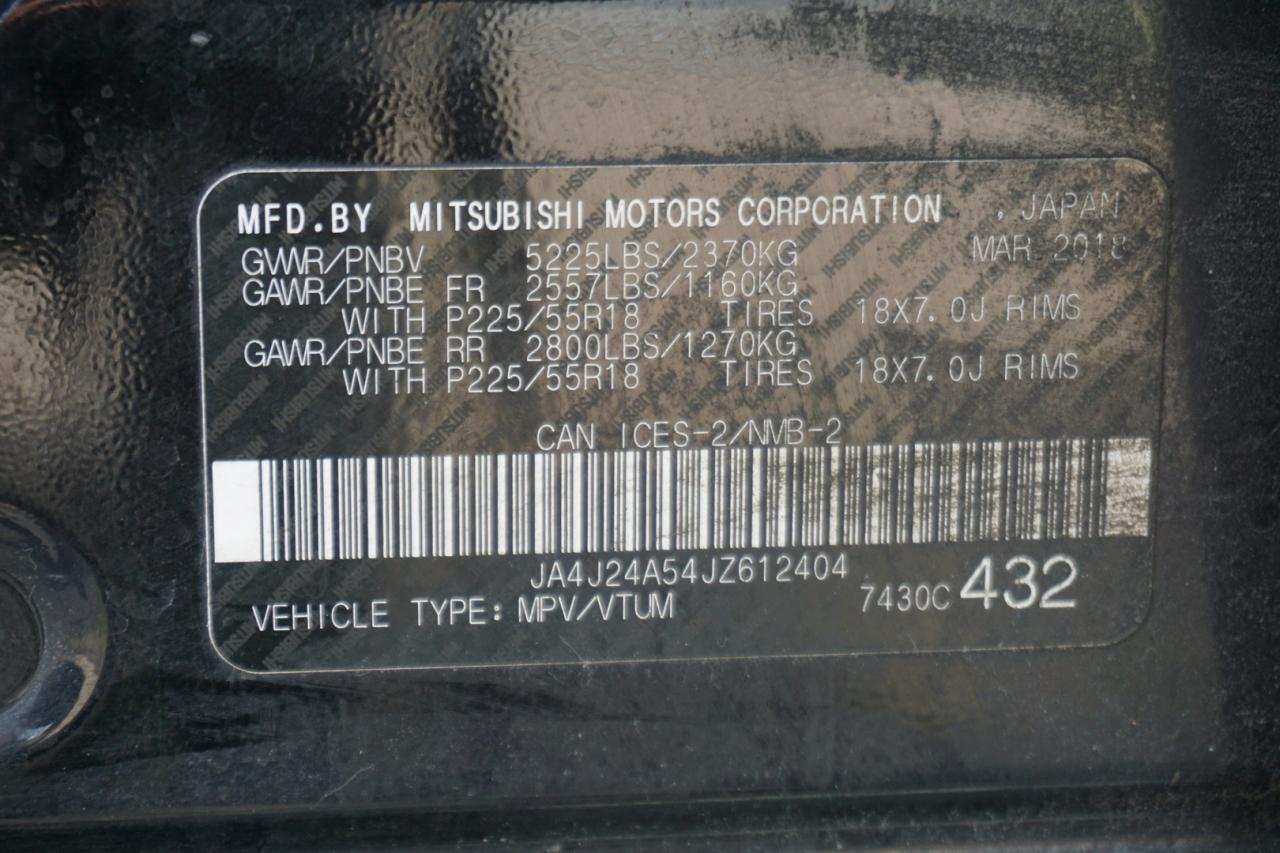 MFD.BY MITSUBISHI MOTORS CORPORATION . JAPAN
GVWR/PNBV 5225LBS/2370KG MAR 2018
GAWR/PNBE FR 2557LBS/1160KG
WITH P225/55R18 TIRES 18X7.0J RIMS
GAWR/PNBE RR 2800LBS/1270KG
WITH P225/55R18 TIRES 18X7.0J RIMS
CAN ICES-2/NMB-2
JA4J24A54JZ612404
VEHICLE TYPE: MPV/VTUM 7430C 432